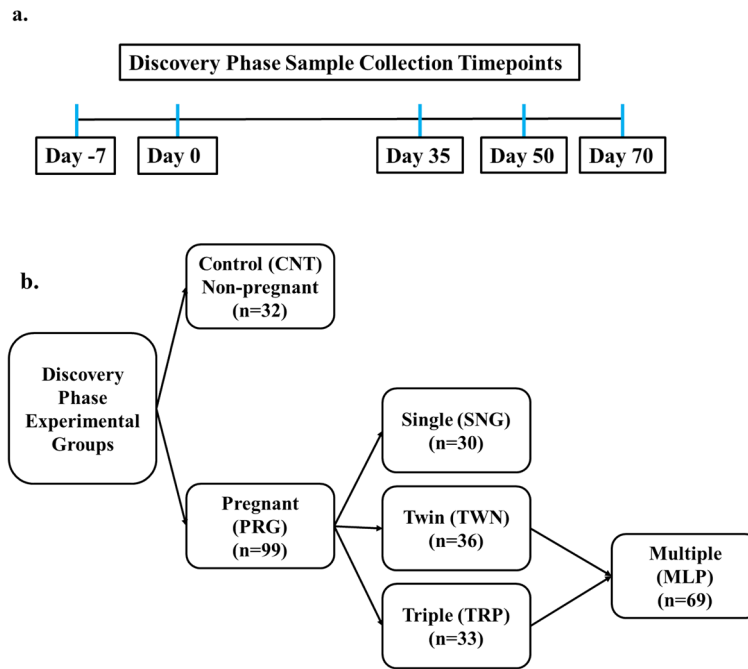 a.
Discovery Phase Sample Collection Timepoints
Day -7
Day 0
Day 35
Day 50
Day 70
b.
Control (CNT)
Non-pregnant
(n=32)
Discovery
Phase
Experimental
Groups
Pregnant
(PRG)
(n=99)
Single (SNG)
(n=30)
Twin (TWN)
(n=36)
Triple (TRP)
(n=33)
Multiple
(MLP)
(n=69)